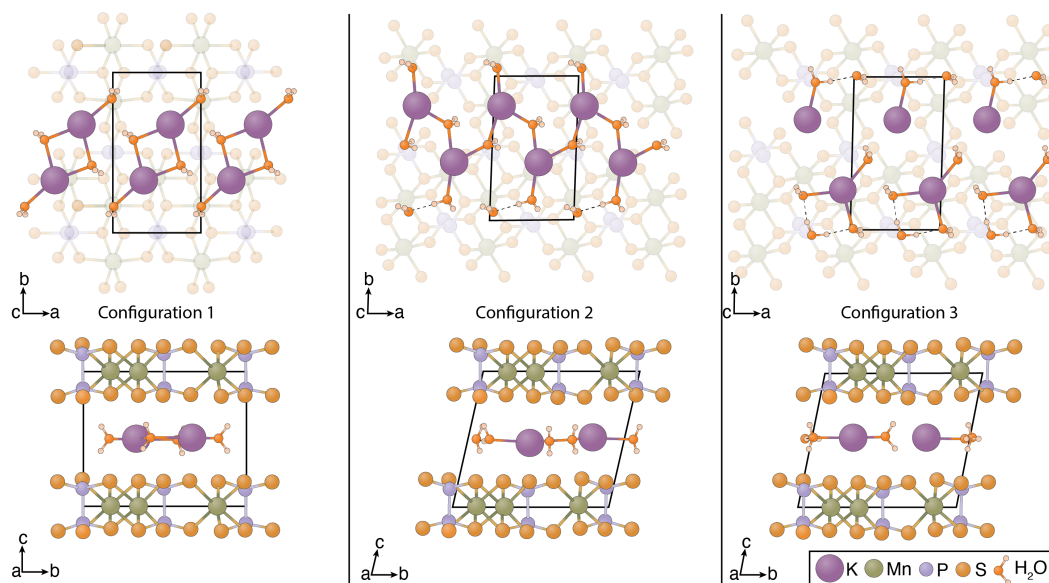 b
c a
Configuration 1
b
c a
Configuration 2
b
c a
Configuration 3
c
a b
c
a b
c
a b
K Mn P S H₂O